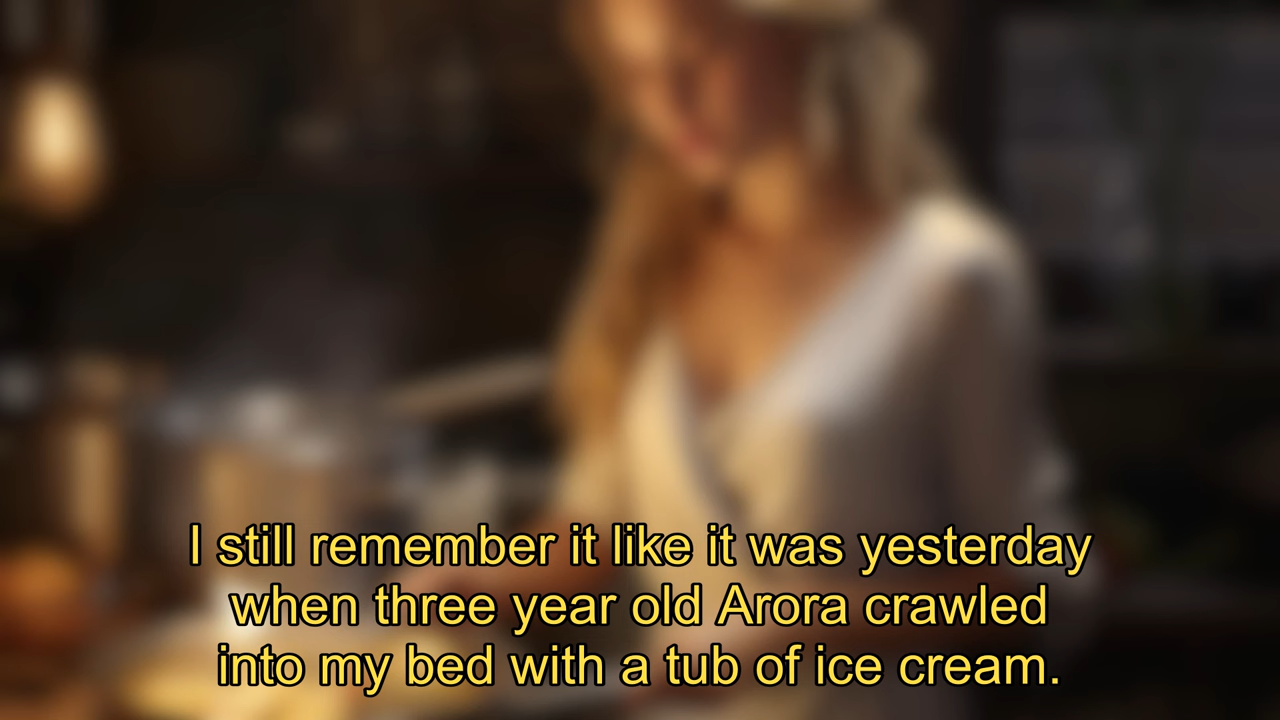 I still remember it like it was yesterday
when three year old Arora crawled
into my bed with a tub of ice cream.